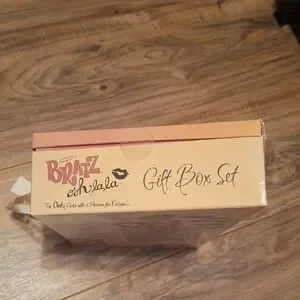 BRATZ
ooh! la la
Gift Box Set
The Only Girls with a Passion for Fashion!